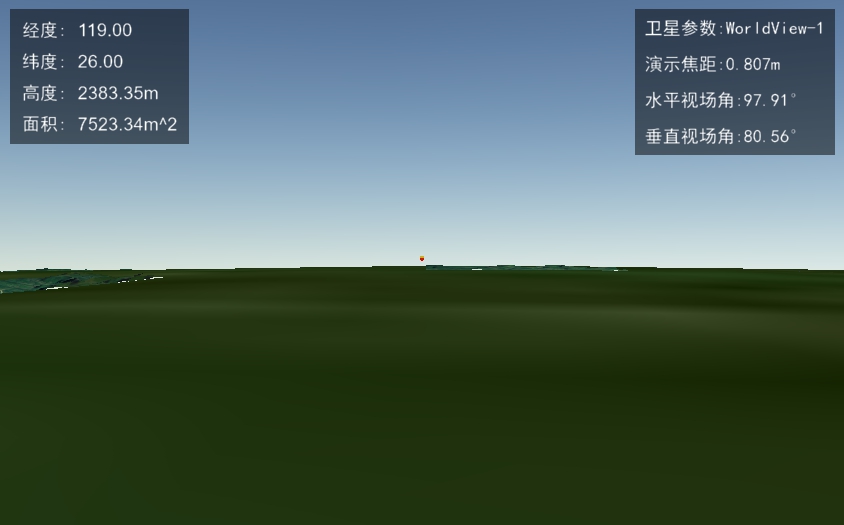 经度： 119.00
纬度： 26.00
高度： 2383.35m
面积： 7523.34m^2
卫星参数:WorldView-1
演示焦距:0.807m
水平视场角:97.91°
垂直视场角:80.56°